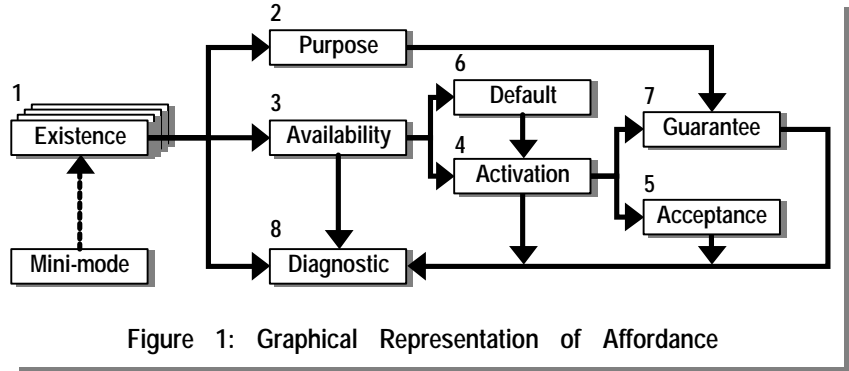 2
Purpose
6
Default
1
Existence
3
Availability
7
Guarantee
4
Activation
5
Acceptance
Mini-mode
8
Diagnostic
Figure 1: Graphical Representation of Affordance